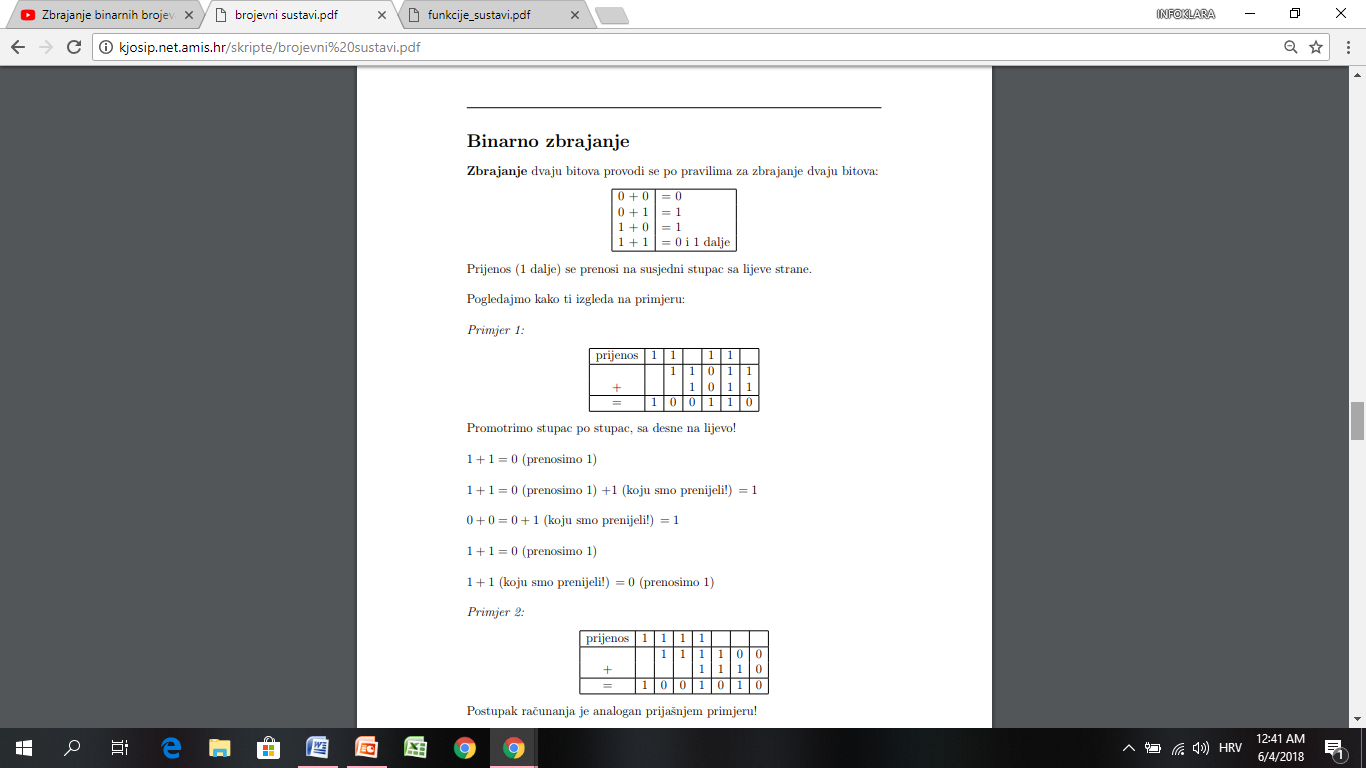 Zbrajanje binarnih brojev
brojevni sustavi.pdf
funkcije_sustavi.pdf
INFOKLARA
kjosip.net.amis.hr/skripte/brojevni%20sustavi.pdf
Binarno zbrajanje
Zbrajanje dvaju bitova provodi se po pravilima za zbrajanje dvaju bitova:
0 + 0 = 0
0 + 1 = 1
1 + 0 = 1
1 + 1 = 0 i 1 dalje
Prijenos (1 dalje) se prenosi na susjedni stupac sa lijeve strane.
Pogledajmo kako ti izgleda na primjeru:
Primjer 1:
prijenos 1 1 1 1
1 1 0 1 1
+ 1 0 1 1
= 1 0 0 1 1 0
Promotrimo stupac po stupac, sa desne na lijevo!
1 + 1 = 0 (prenosimo 1)
1 + 1 = 0 (prenosimo 1) +1 (koju smo prenijeli!) = 1
0 + 0 = 0 + 1 (koju smo prenijeli!) = 1
1 + 1 = 0 (prenosimo 1)
1 + 1 (koju smo prenijeli!) = 0 (prenosimo 1)
Primjer 2:
prijenos 1 1 1 1
1 1 1 1 0 0
+ 1 1 1 0
= 1 0 0 1 0 1 0
Postupak računanja je analogan prijašnjem primjeru!
HRV
12:41 AM
6/4/2018
1